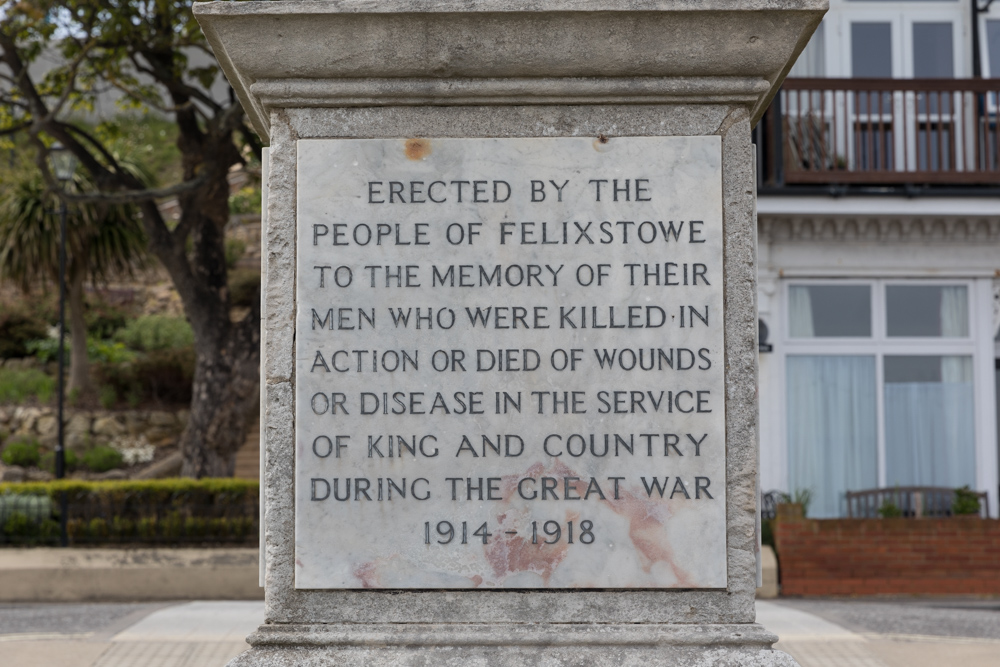 ERECTED BY THE
PEOPLE OF FELIXSTOWE
TO THE MEMORY OF THEIR
MEN WHO WERE KILLED·IN
ACTION OR DIED OF WOUNDS
OR DISEASE IN THE SERVICE
OF KING AND COUNTRY
DURING THE GREAT WAR
1914 - 1918